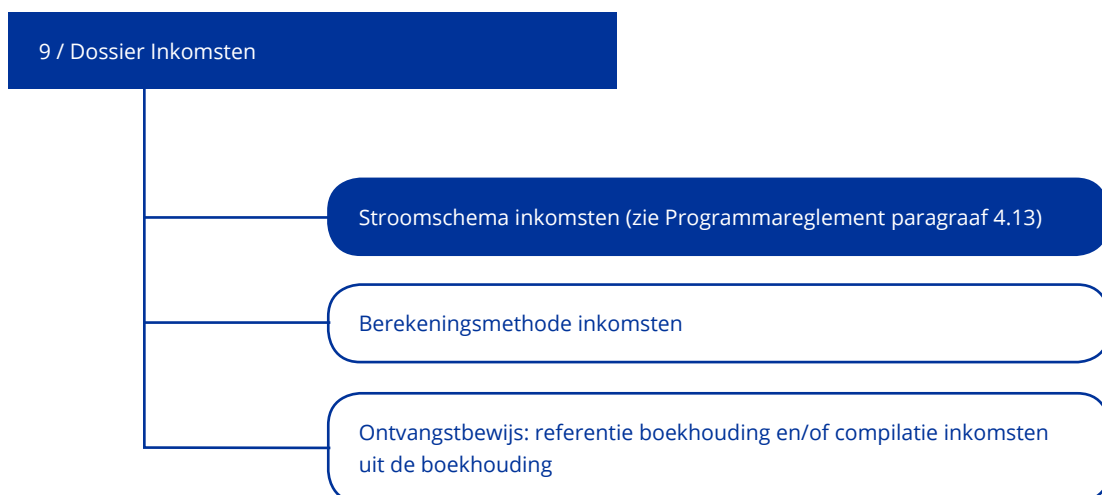 9 / Dossier Inkomsten
Stroomschema inkomsten (zie Programmareglement paragraaf 4.13)
Berekeningsmethode inkomsten
Ontvangstbewijs: referentie boekhouding en/of compilatie inkomsten
uit de boekhouding